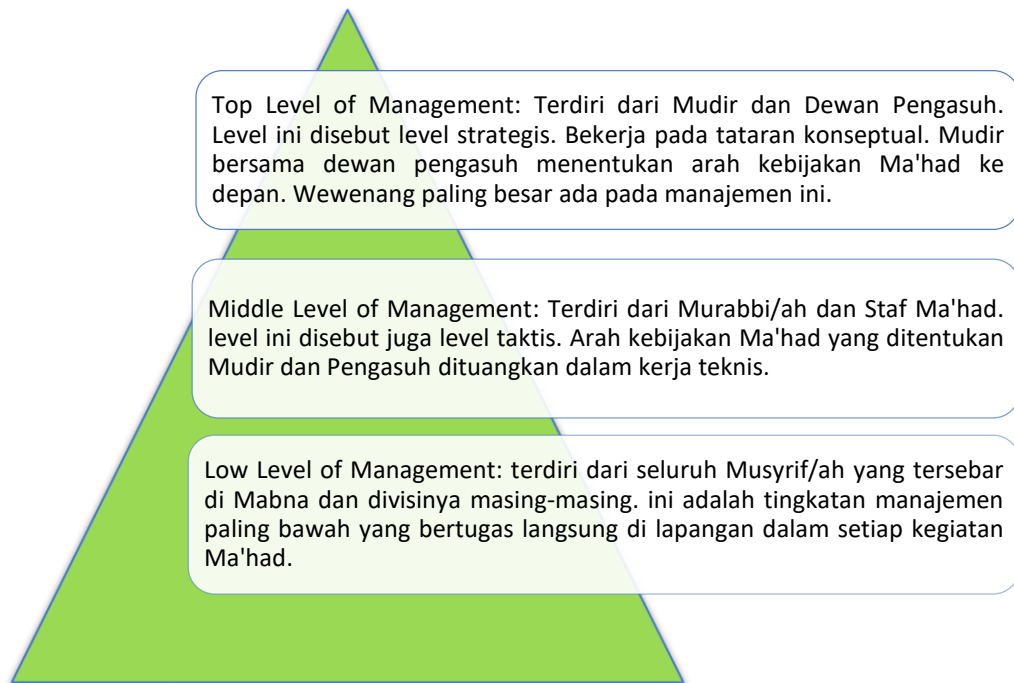 Top Level of Management: Terdiri dari Mudir dan Dewan Pengasuh.
Level ini disebut level strategis. Bekerja pada tataran konseptual. Mudir
bersama dewan pengasuh menentukan arah kebijakan Ma'had ke
depan. Wewenang paling besar ada pada manajemen ini.
Middle Level of Management: Terdiri dari Murabbi/ah dan Staf Ma'had.
level ini disebut juga level taktis. Arah kebijakan Ma'had yang ditentukan
Mudir dan Pengasuh dituangkan dalam kerja teknis.
Low Level of Management: terdiri dari seluruh Musyrif/ah yang tersebar
di Mabna dan divisinya masing-masing. ini adalah tingkatan manajemen
paling bawah yang bertugas langsung di lapangan dalam setiap kegiatan
Ma'had.